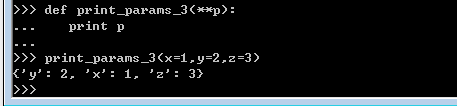 >>> def print_params_3(**p):
...     print p
...
>>> print_params_3(x=1,y=2,z=3)
{'y': 2, 'x': 1, 'z': 3}
>>>